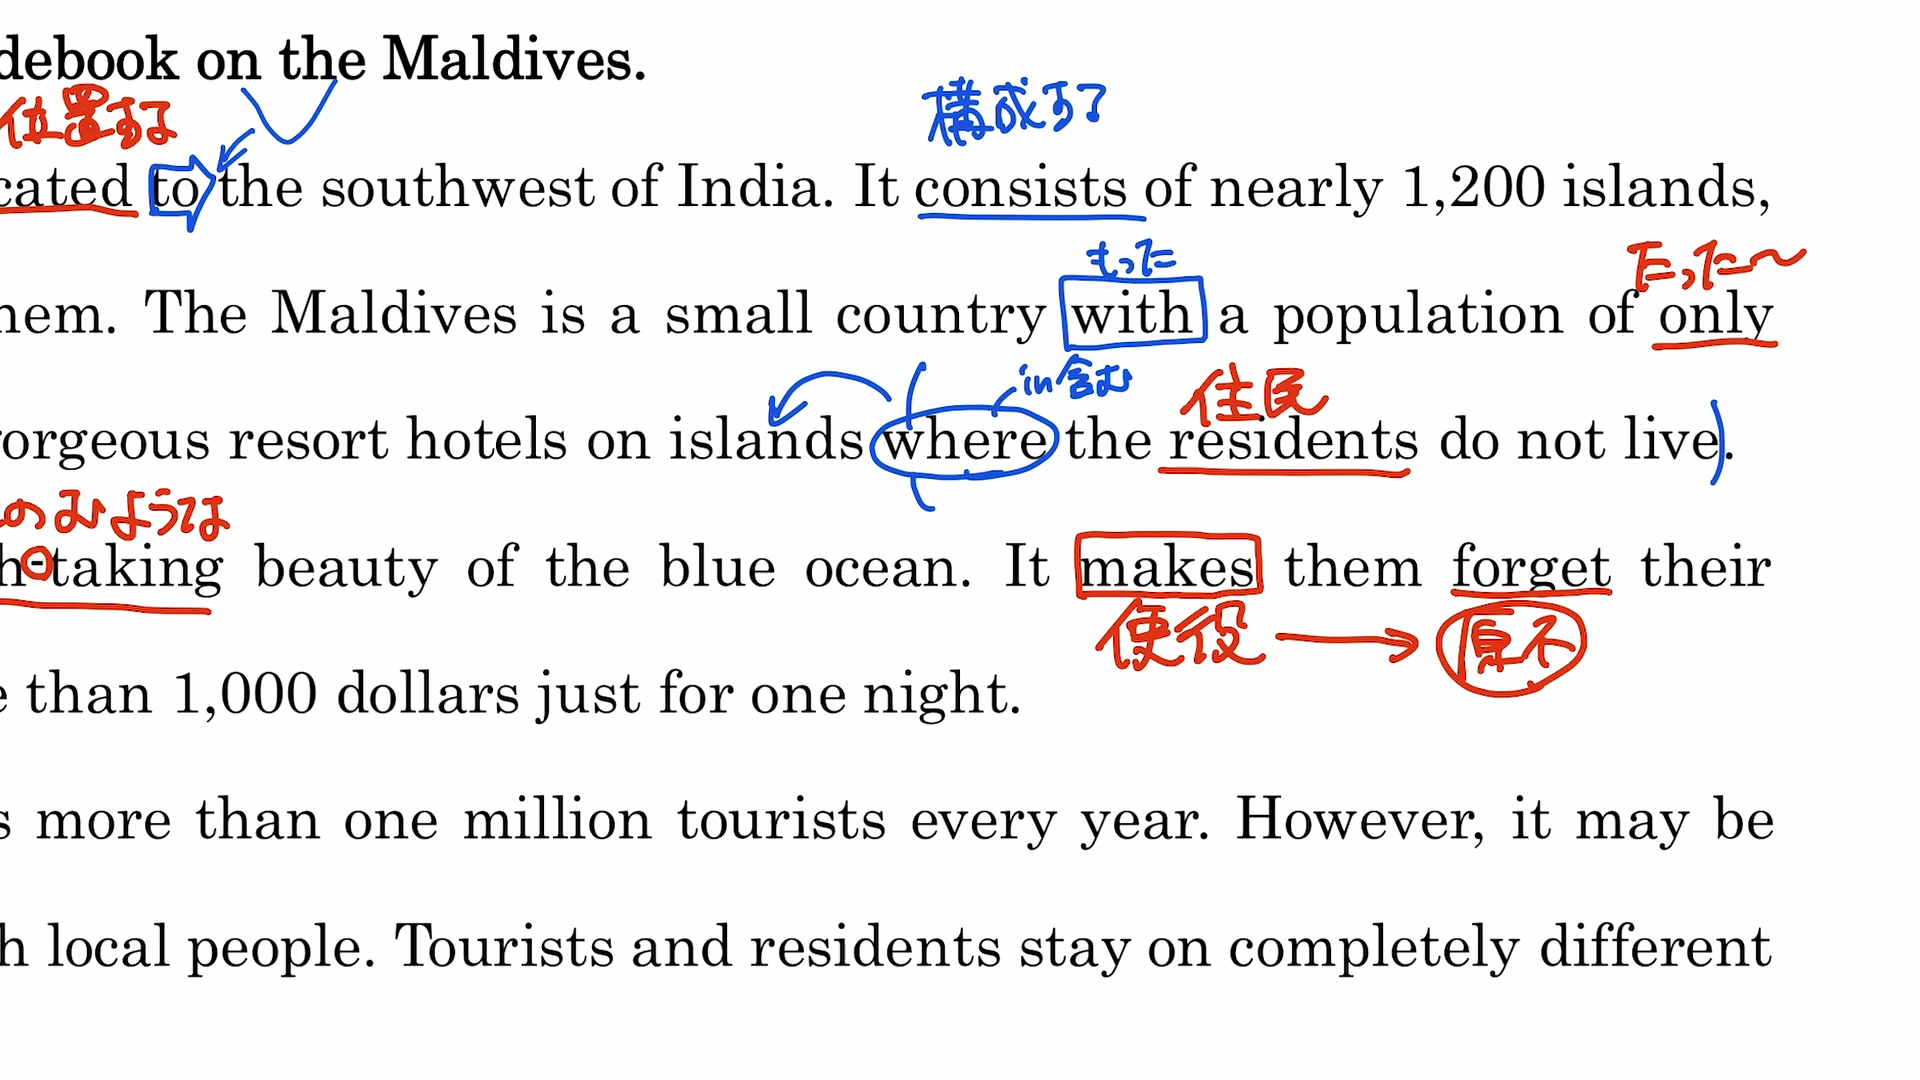 debook on the Maldives.
位置する
構成する
cated to the southwest of India. It consists of nearly 1,200 islands,
もった
たった〜
hem. The Maldives is a small country with a population of only
in含む
住民
orgeous resort hotels on islands where the residents do not live).
のみようは
h-taking beauty of the blue ocean. It makes them forget their
使役 → 原不
e than 1,000 dollars just for one night.
s more than one million tourists every year. However, it may be
h local people. Tourists and residents stay on completely different